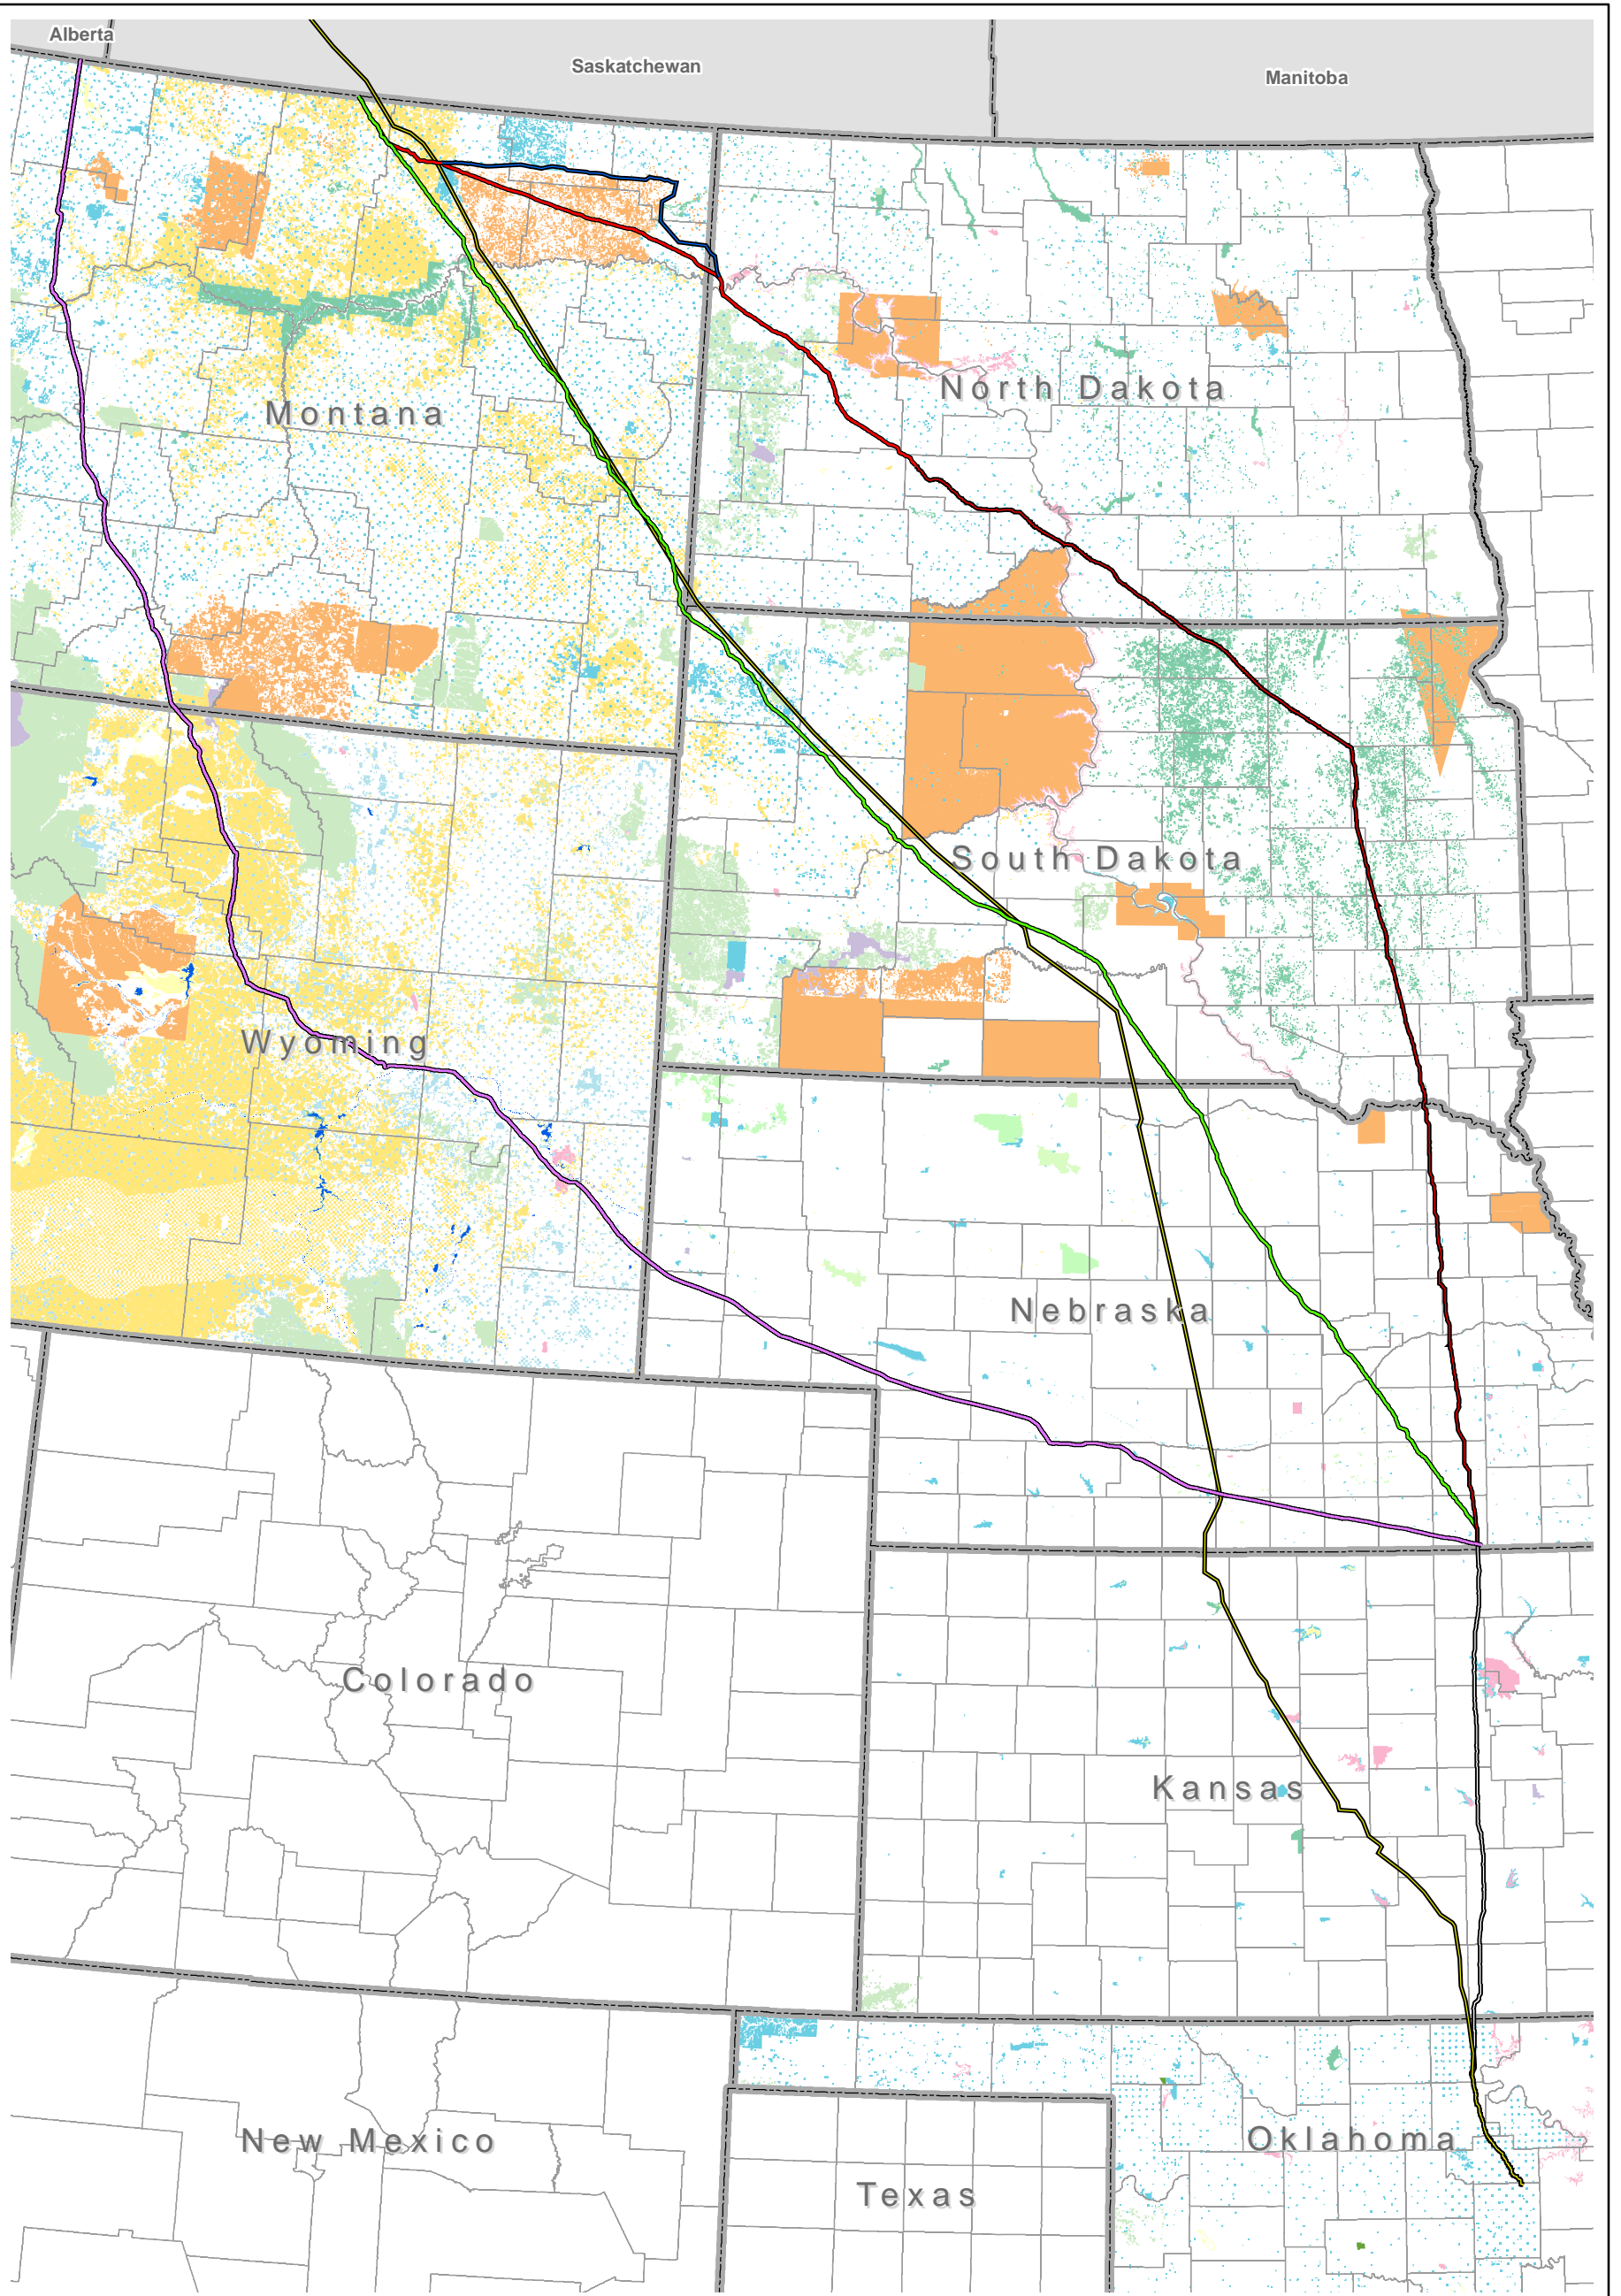 Alberta
Saskatchewan
Manitoba
Montana
North Dakota
South Dakota
Wyoming
Nebraska
Colorado
Kansas
New Mexico
Oklahoma
Texas